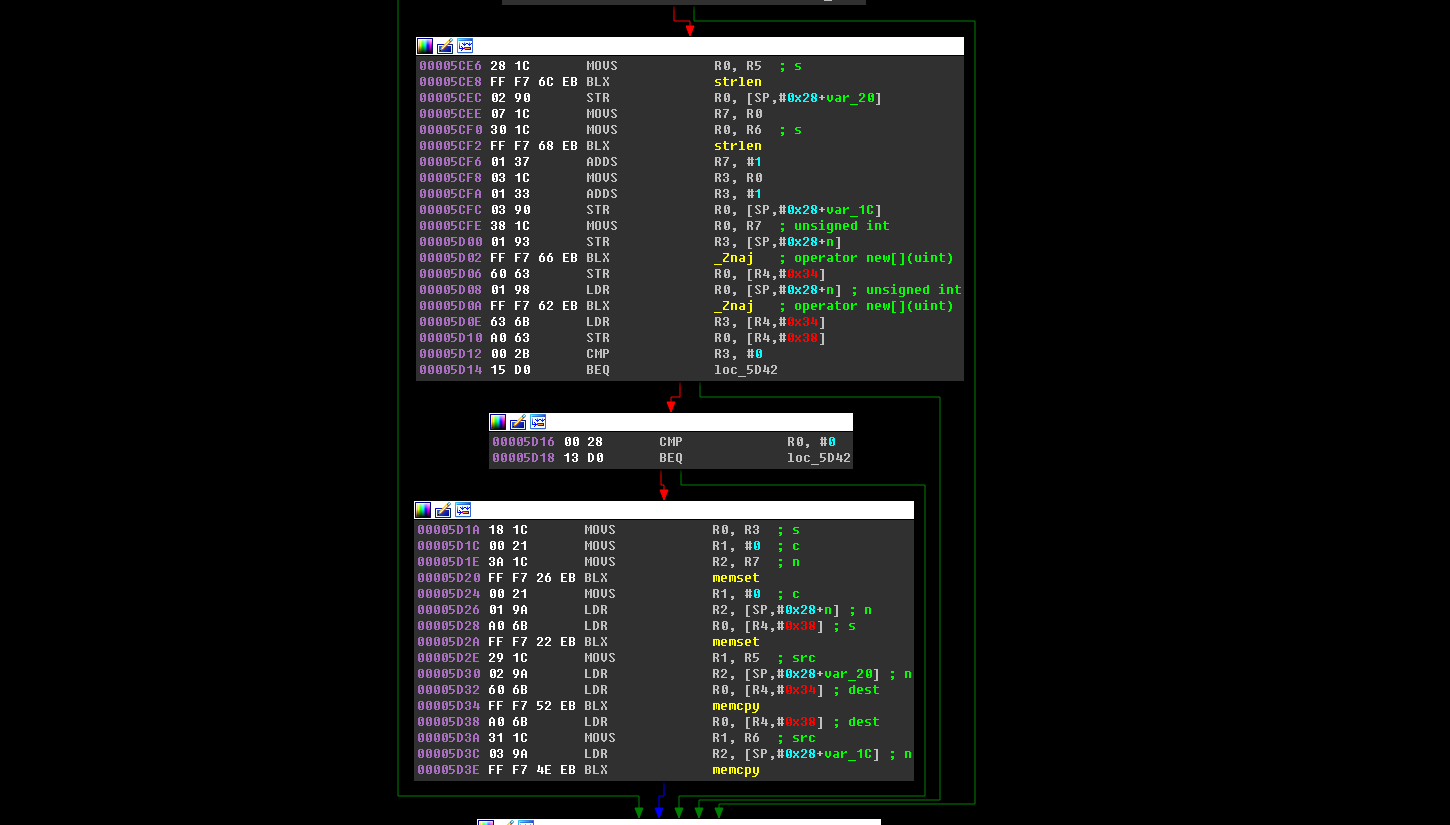 00005CE6 28 1C MOVS R0, R5 ; s
00005CE8 FF F7 6C EB BLX strlen
00005CEC 02 90 STR R0, [SP,#0x28+var_20]
00005CEE 07 1C MOVS R7, R0
00005CF0 30 1C MOVS R0, R6 ; s
00005CF2 FF F7 68 EB BLX strlen
00005CF6 01 37 ADDS R7, #1
00005CF8 03 1C MOVS R3, R0
00005CFA 01 33 ADDS R3, #1
00005CFC 03 90 STR R0, [SP,#0x28+var_1C]
00005CFE 38 1C MOVS R0, R7 ; unsigned int
00005D00 01 93 STR R3, [SP,#0x28+n]
00005D02 FF F7 66 EB BLX _Znaj ; operator new[](uint)
00005D06 60 63 STR R0, [R4,#0x34]
00005D08 01 98 LDR R0, [SP,#0x28+n] ; unsigned int
00005D0A FF F7 62 EB BLX _Znaj ; operator new[](uint)
00005D0E 63 6B LDR R3, [R4,#0x34]
00005D10 A0 63 STR R0, [R4,#0x38]
00005D12 00 2B CMP R3, #0
00005D14 15 D0 BEQ loc_5D42
00005D16 00 28 CMP R0, #0
00005D18 13 D0 BEQ loc_5D42
00005D1A 18 1C MOVS R0, R3 ; s
00005D1C 00 21 MOVS R1, #0 ; c
00005D1E 3A 1C MOVS R2, R7 ; n
00005D20 FF F7 26 EB BLX memset
00005D24 00 21 MOVS R1, #0 ; c
00005D26 01 9A LDR R2, [SP,#0x28+n] ; n
00005D28 A0 6B LDR R0, [R4,#0x38] ; s
00005D2A FF F7 22 EB BLX memset
00005D2E 29 1C MOVS R1, R5 ; src
00005D30 02 9A LDR R2, [SP,#0x28+var_20] ; n
00005D32 60 6B LDR R0, [R4,#0x34] ; dest
00005D34 FF F7 52 EB BLX memcpy
00005D38 A0 6B LDR R0, [R4,#0x38] ; dest
00005D3A 31 1C MOVS R1, R6 ; src
00005D3C 03 9A LDR R2, [SP,#0x28+var_1C] ; n
00005D3E FF F7 4E EB BLX memcpy